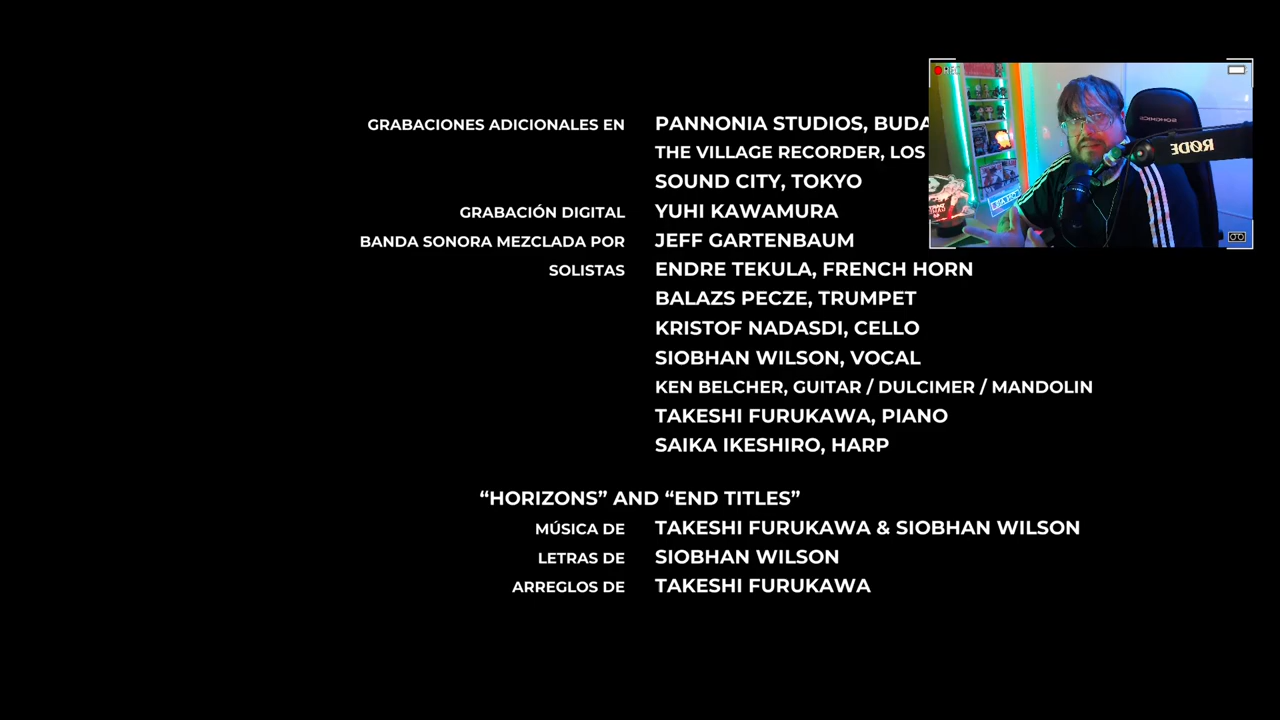 GRABACIONES ADICIONALES EN PANNONIA STUDIOS,
THE VILLAGE RECORDER, LOS
SOUND CITY, TOKYO
GRABACIÓN DIGITAL YUHI KAWAMURA
BANDA SONORA MEZCLADA POR JEFF GARTENBAUM
SOLISTAS ENDRE TEKULA, FRENCH HORN
BALAZS PECZE, TRUMPET
KRISTOF NADASDI, CELLO
SIOBHAN WILSON, VOCAL
KEN BELCHER, GUITAR / DULCIMER / MANDOLIN
TAKESHI FURUKAWA, PIANO
SAIKA IKESHIRO, HARP
“HORIZONS” AND “END TITLES”
MÚSICA DE TAKESHI FURUKAWA & SIOBHAN WILSON
LETRAS DE SIOBHAN WILSON
ARREGLOS DE TAKESHI FURUKAWA
REC
RØDE